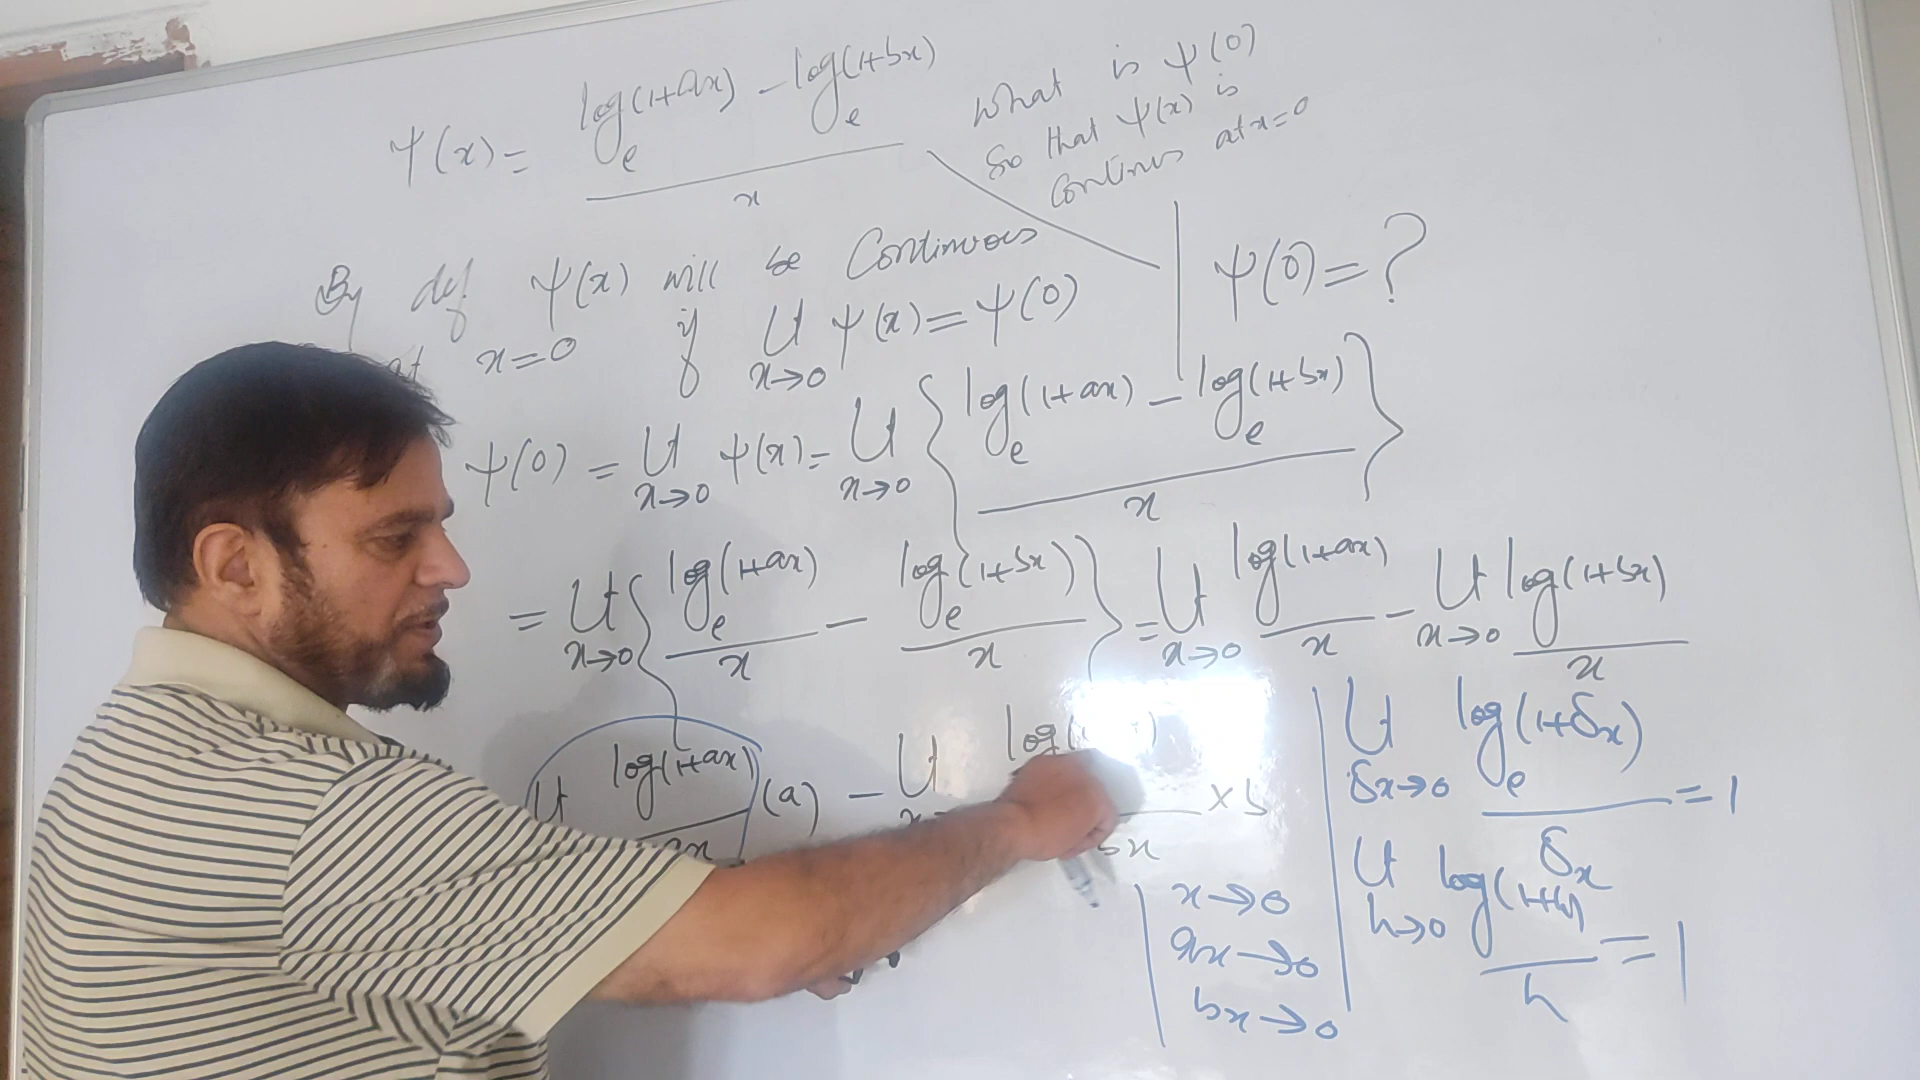 ψ(x) = (log_e(1+ax) - log_e(1+bx)) / x
What is ψ(0)
So that ψ(x) is
Continus at x=0
By def ψ(x) will be Continuous
at x=0 if Lt x→0 ψ(x) = ψ(0)
ψ(0) = ?
ψ(0) = Lt x→0 ψ(x) = Lt x→0 { (log_e(1+ax) - log_e(1+bx)) / x }
= Lt x→0 { log_e(1+ax) / x - log_e(1+bx) / x } = Lt x→0 log(1+ax) / x - Lt x→0 log(1+bx) / x
Lt log(1+ax) / ax (a) - Lt log( / bx × b
Lt δx→0 log_e(1+δx) / δx = 1
Lt h→0 log(1+h) / h = 1
x→0
ax→0
bx→0